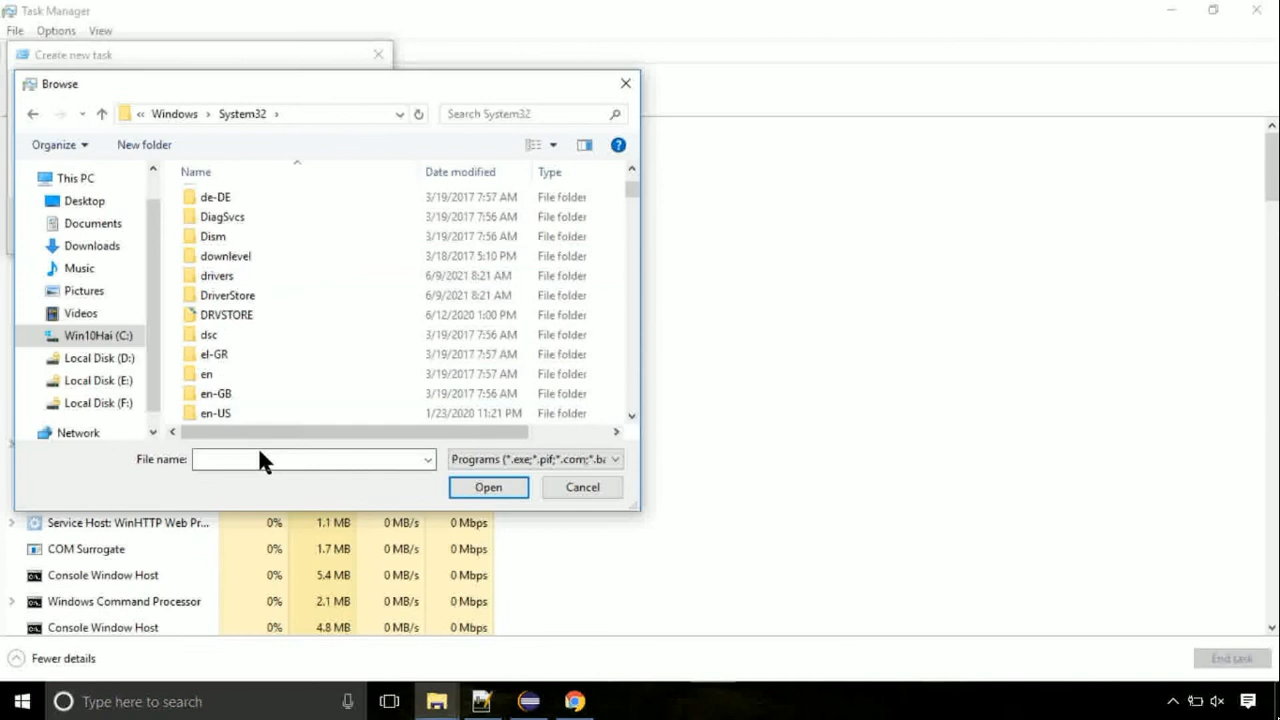 Task Manager
File Options View
Create new task
Browse
« Windows › System32 ›
Search System32
Organize New folder
Name Date modified Type
This PC
Desktop
Documents
Downloads
Music
Pictures
Videos
Win10Hai (C:)
Local Disk (D:)
Local Disk (E:)
Local Disk (F:)
Network
de-DE 3/19/2017 7:57 AM File folder
DiagSvcs 3/19/2017 7:56 AM File folder
Dism 3/19/2017 7:56 AM File folder
downlevel 3/18/2017 5:10 PM File folder
drivers 6/9/2021 8:21 AM File folder
DriverStore 6/9/2021 8:21 AM File folder
DRVSTORE 6/12/2020 1:00 PM File folder
dsc 3/19/2017 7:56 AM File folder
el-GR 3/19/2017 7:57 AM File folder
en 3/19/2017 7:57 AM File folder
en-GB 3/19/2017 7:56 AM File folder
en-US 1/23/2020 11:21 PM File folder
File name: Programs (*.exe;*.pif;*.com;*.ba
Open Cancel
Service Host: WinHTTP Web Pr... 0% 1.1 MB 0 MB/s 0 Mbps
COM Surrogate 0% 1.7 MB 0 MB/s 0 Mbps
Console Window Host 0% 5.4 MB 0 MB/s 0 Mbps
Windows Command Processor 0% 2.1 MB 0 MB/s 0 Mbps
Console Window Host 0% 4.8 MB 0 MB/s 0 Mbps
Fewer details End task
Type here to search